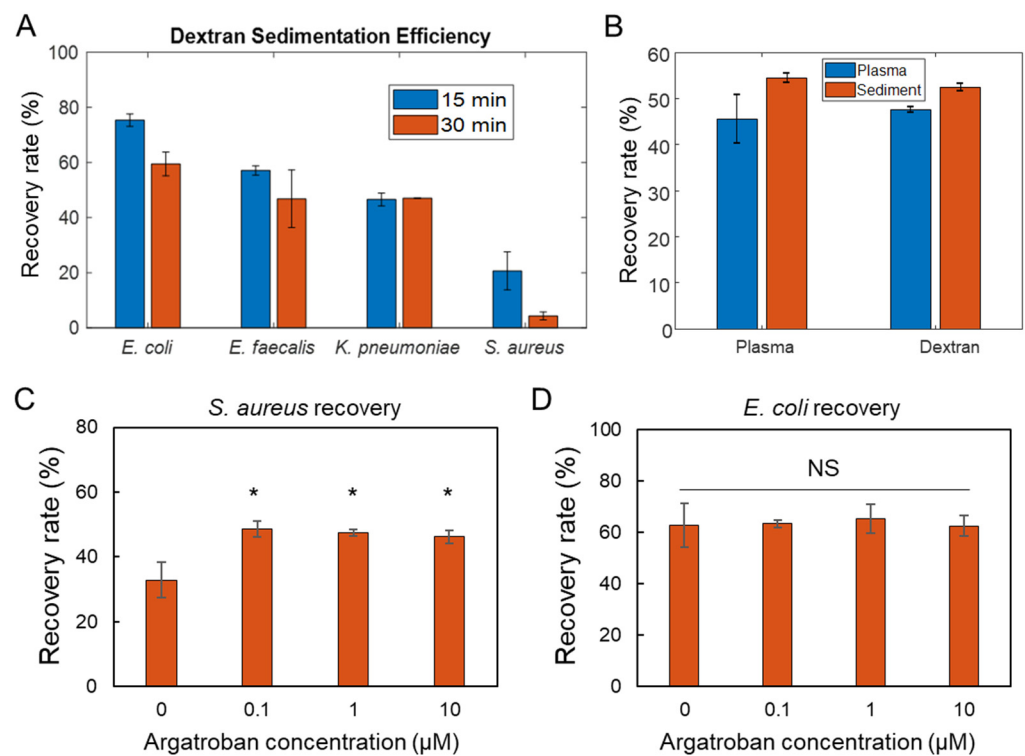 A
Dextran Sedimentation Efficiency
Recovery rate (%)
100
80
60
40
20
0
15 min
30 min
E. coli E. faecalis K. pneumoniae S. aureus
B
Recovery rate (%)
60
50
40
50
20
10
0
Plasma
Sediment
Plasma Dextran
C
S. aureus recovery
Recovery rate (%)
80
60
40
20
0
* * *
0 0.1 1 10
Argatroban concentration (µM)
D
E. coli recovery
Recovery rate (%)
100
80
60
40
20
0
NS
0 0.1 1 10
Argatroban concentration (µM)